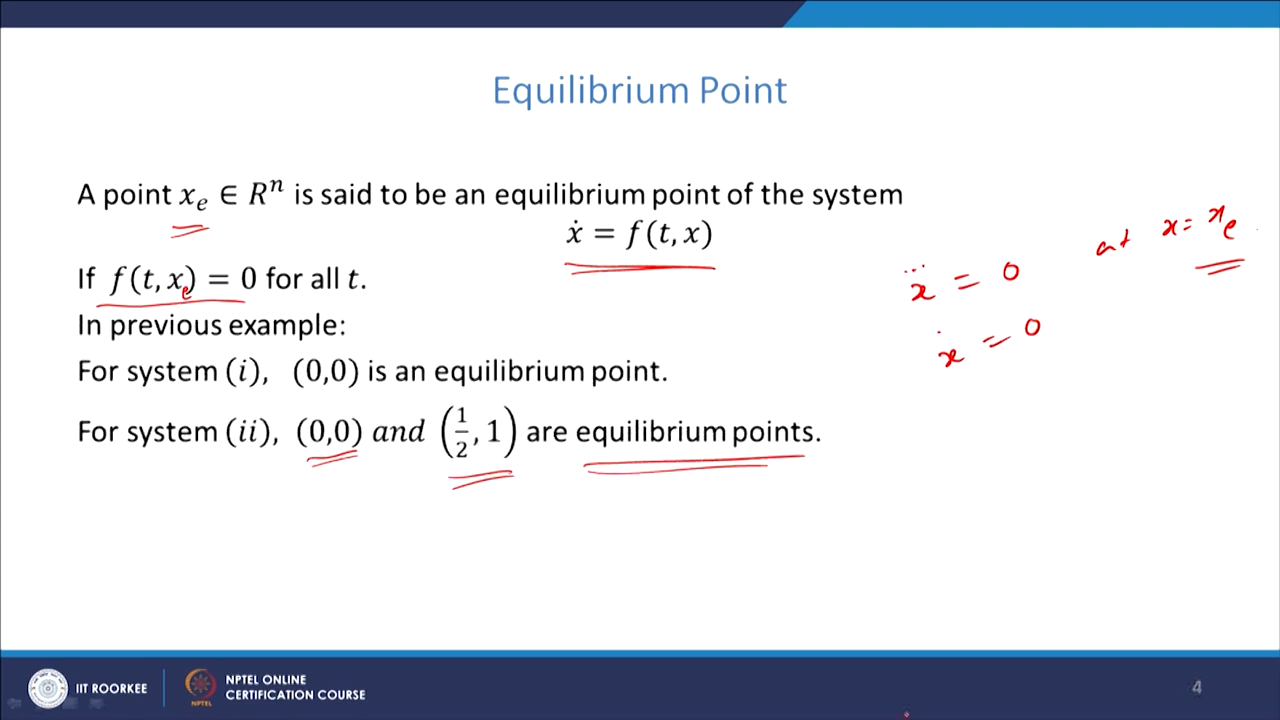 Equilibrium Point
A point xₑ ∈ Rⁿ is said to be an equilibrium point of the system
ẋ = f(t, x)
If f(t, xₑ) = 0 for all t.
In previous example:
For system (i), (0,0) is an equilibrium point.
For system (ii), (0,0) and (1/2, 1) are equilibrium points.
at x = xₑ
ẍ = 0
ẋ = 0
IIT ROORKEE
NPTEL
NPTEL ONLINE
CERTIFICATION COURSE
4